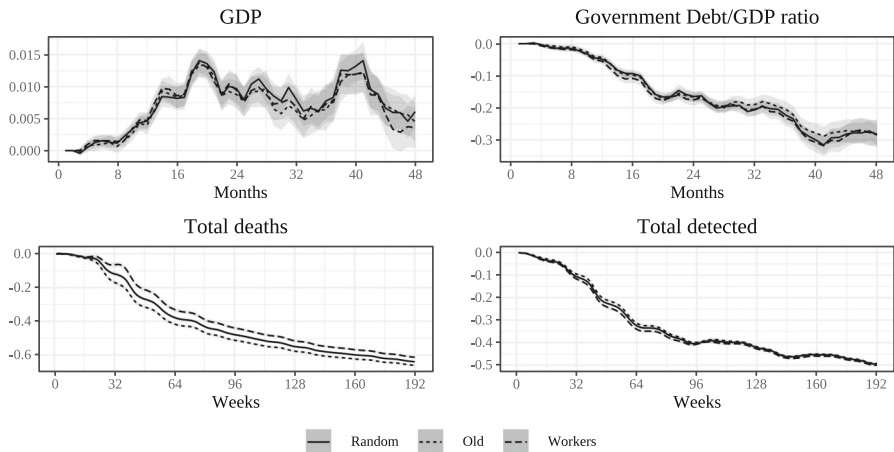 GDP
0.015
0.010
0.005
0.000
0 8 16 24 32 40 48
Months
Government Debt/GDP ratio
0.0
-0.1
-0.2
-0.3
0 8 16 24 32 40 48
Months
Total deaths
0.0
-0.2
-0.4
-0.6
0 32 64 96 128 160 192
Weeks
Total detected
0.0
-0.1
-0.2
-0.3
-0.4
-0.5
0 32 64 96 128 160 192
Weeks
Random Old Workers